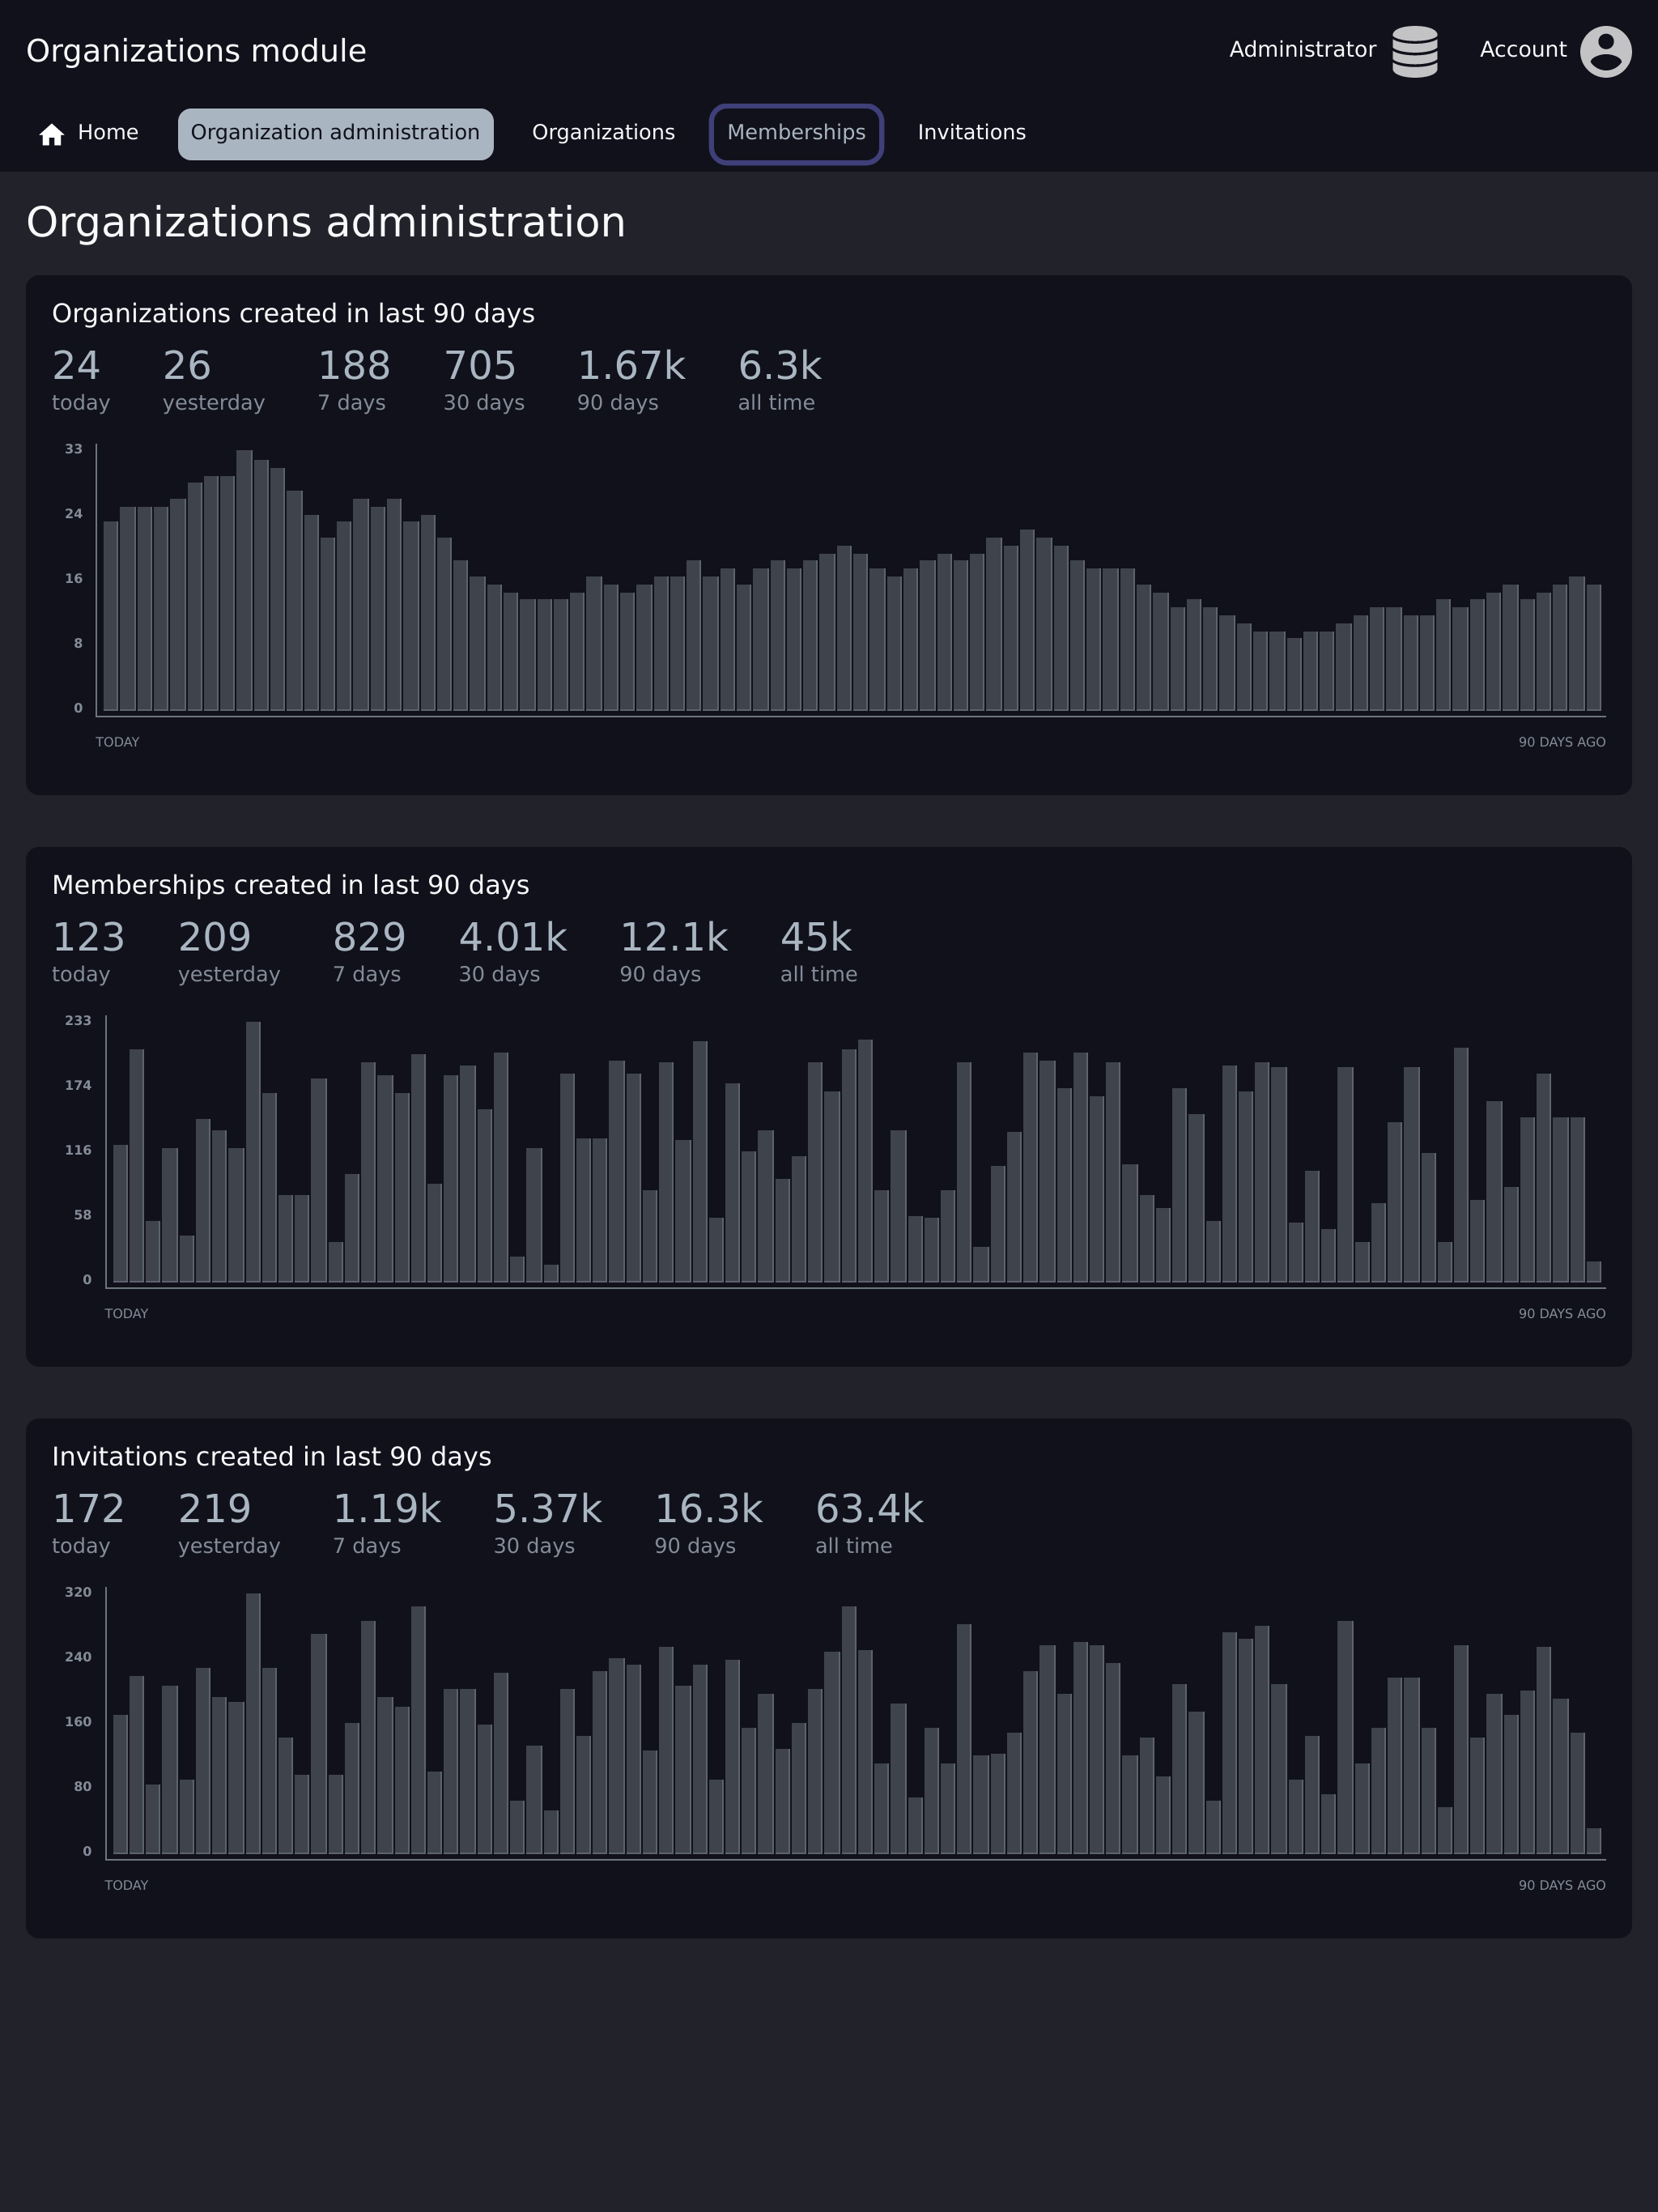 Organizations module
Administrator
Account
Home
Organization administration
Organizations
Memberships
Invitations
Organizations administration
Organizations created in last 90 days
24 26 188 705 1.67k 6.3k
today yesterday 7 days 30 days 90 days all time
33
24
16
8
0
TODAY 90 DAYS AGO
Memberships created in last 90 days
123 209 829 4.01k 12.1k 45k
today yesterday 7 days 30 days 90 days all time
233
174
116
58
0
TODAY 90 DAYS AGO
Invitations created in last 90 days
172 219 1.19k 5.37k 16.3k 63.4k
today yesterday 7 days 30 days 90 days all time
320
240
160
80
0
TODAY 90 DAYS AGO